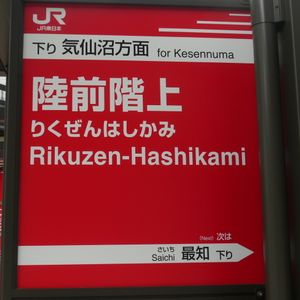 JR
JR東日本
下り 気仙沼方面 for Kesennuma
陸前階上
りくぜんはしかみ
Rikuzen-Hashikami
(Next) 次は
さいち
Saichi 最知 下り